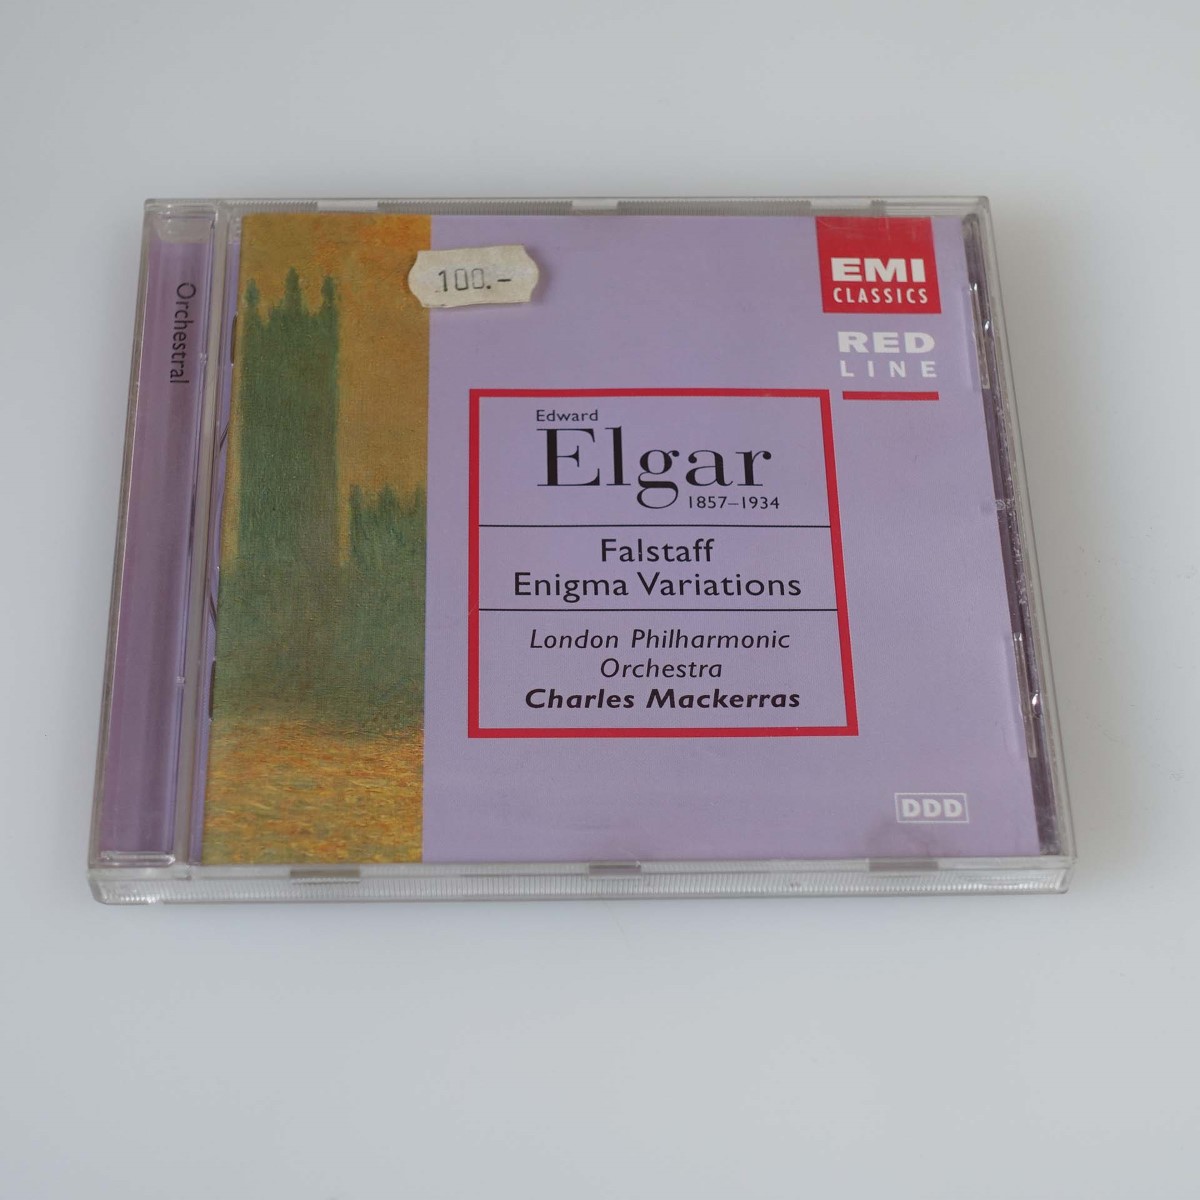 Orchestral
100.-
EMI
CLASSICS
RED
LINE
Edward
Elgar
1857–1934
Falstaff
Enigma Variations
London Philharmonic
Orchestra
Charles Mackerras
DDD